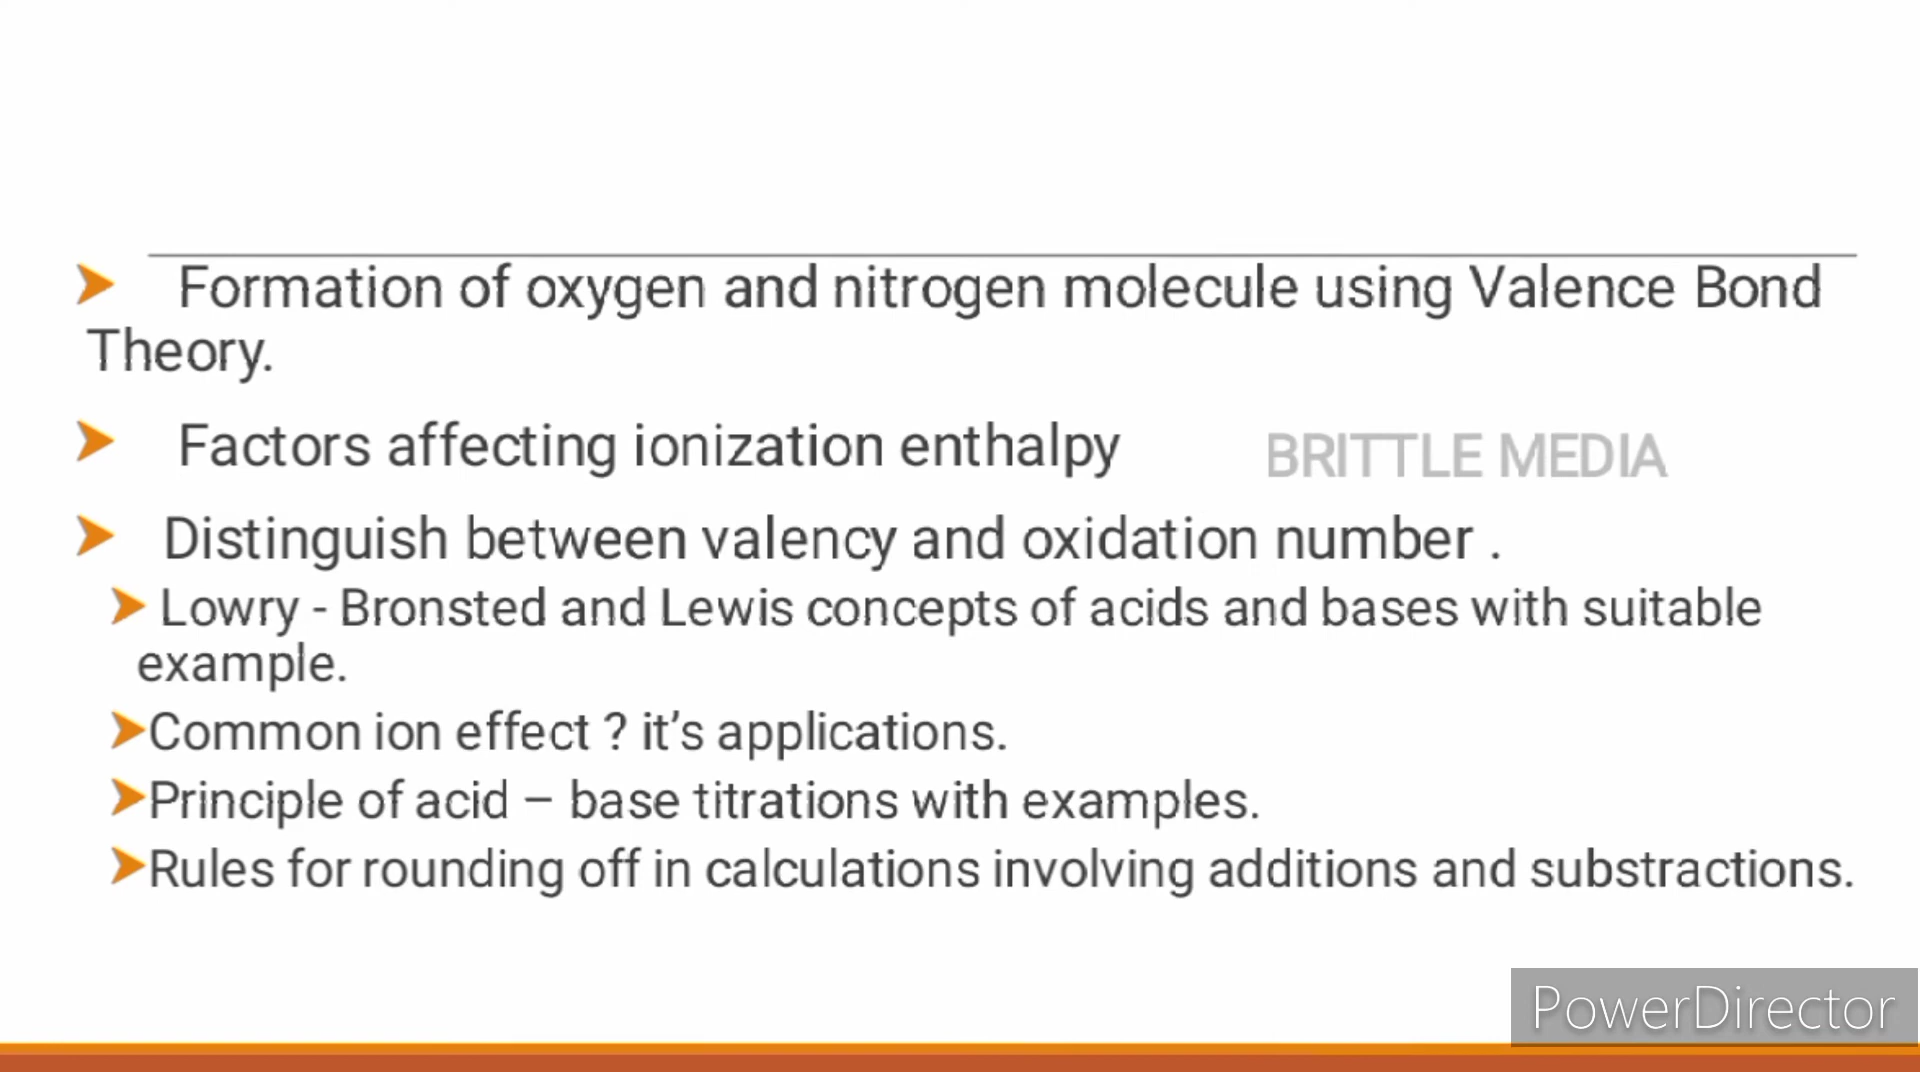 ➤ Formation of oxygen and nitrogen molecule using Valence Bond
Theory.
➤ Factors affecting ionization enthalpy
BRITTLE MEDIA
➤ Distinguish between valency and oxidation number .
➤ Lowry - Bronsted and Lewis concepts of acids and bases with suitable
example.
➤Common ion effect ? it’s applications.
➤Principle of acid – base titrations with examples.
➤Rules for rounding off in calculations involving additions and substractions.
PowerDirector